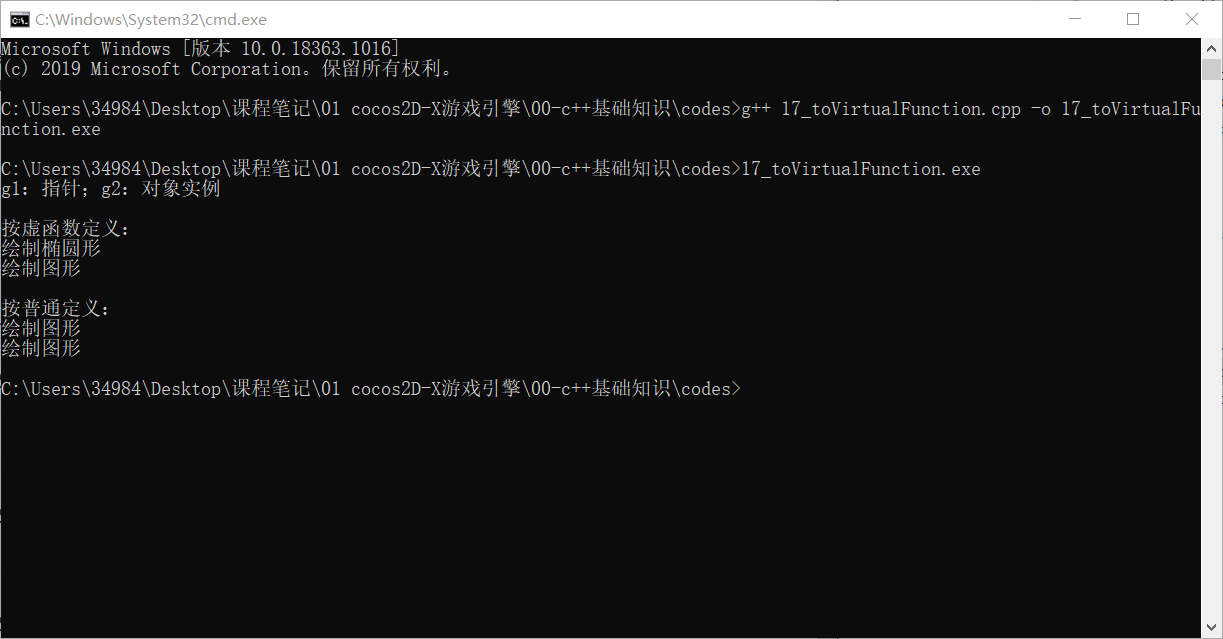 C:\Windows\System32\cmd.exe
Microsoft Windows [版本 10.0.18363.1016]
(c) 2019 Microsoft Corporation。保留所有权利。
C:\Users\34984\Desktop\课程笔记\01 cocos2D-X游戏引擎\00-c++基础知识\codes>g++ 17_toVirtualFunction.cpp -o 17_toVirtualFu
nction.exe
C:\Users\34984\Desktop\课程笔记\01 cocos2D-X游戏引擎\00-c++基础知识\codes>17_toVirtualFunction.exe
g1：指针；g2：对象实例
按虚函数定义：
绘制椭圆形
绘制图形
按普通定义：
绘制图形
绘制图形
C:\Users\34984\Desktop\课程笔记\01 cocos2D-X游戏引擎\00-c++基础知识\codes>